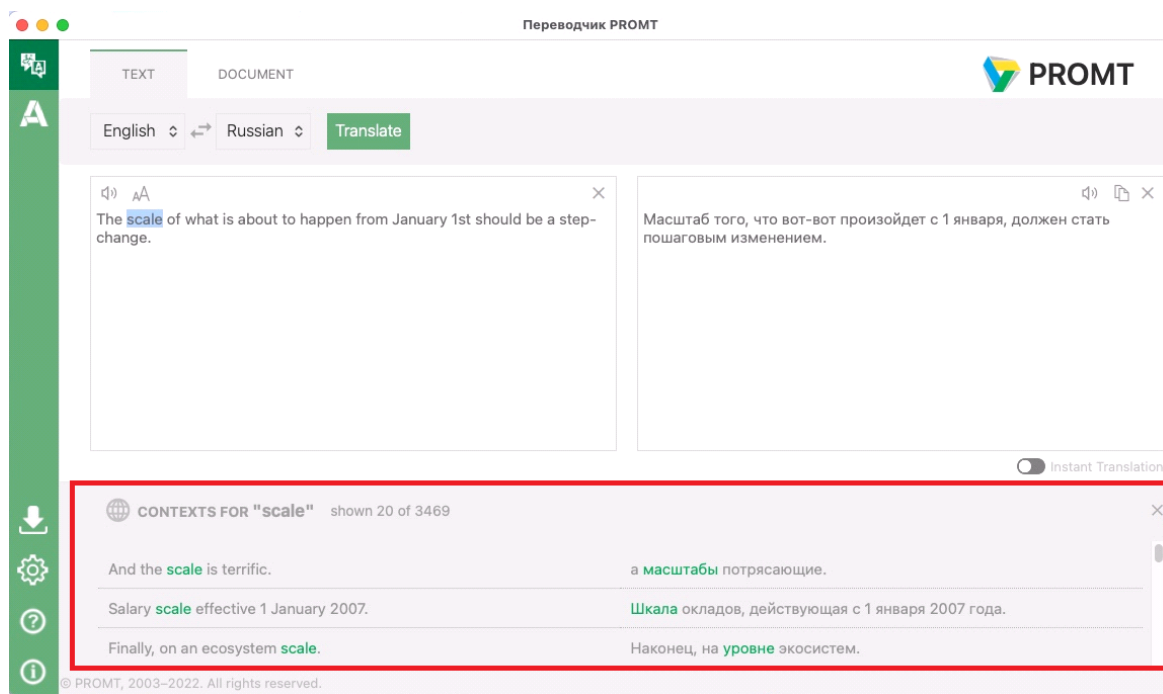 Переводчик PROMT
TEXT DOCUMENT
PROMT
English Russian Translate
The scale of what is about to happen from January 1st should be a step-
change.
Масштаб того, что вот-вот произойдет с 1 января, должен стать
пошаговым изменением.
Instant Translation
CONTEXTS FOR "scale" shown 20 of 3469
And the scale is terrific. а масштабы потрясающие.
Salary scale effective 1 January 2007. Шкала окладов, действующая с 1 января 2007 года.
Finally, on an ecosystem scale. Наконец, на уровне экосистем.
© PROMT, 2003–2022. All rights reserved.